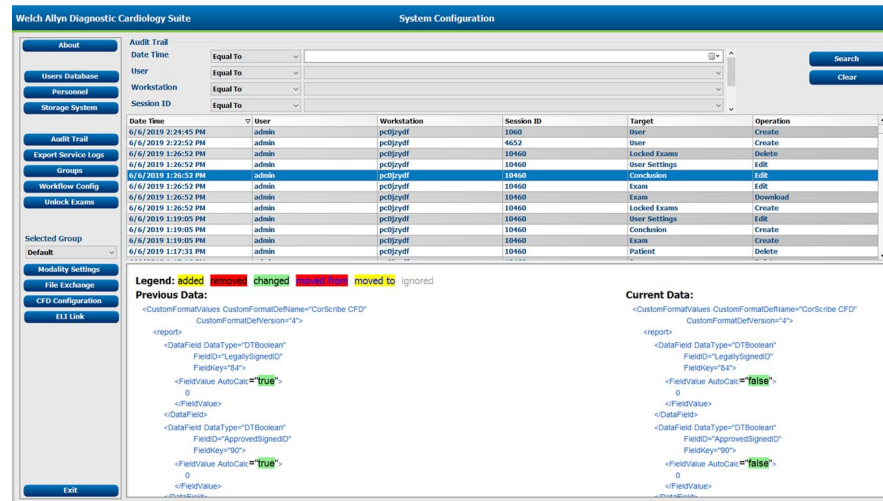 Welch Allyn Diagnostic Cardiology Suite System Configuration
About
Users Database
Personnel
Storage System
Audit Trail
Export Service Logs
Groups
Workflow Config
Unlock Exams
Selected Group
Default
Modality Settings
File Exchange
CFD Configuration
ELI Link
Exit
Audit Trail
Date Time Equal To
User Equal To
Workstation Equal To
Session ID Equal To
Search
Clear
Date Time User Workstation Session ID Target Operation
6/6/2019 2:24:45 PM admin pc0jzydf 1060 User Create
6/6/2019 2:22:52 PM admin pc0jzydf 4652 User Create
6/6/2019 1:26:52 PM admin pc0jzydf 10460 Locked Exams Delete
6/6/2019 1:26:52 PM admin pc0jzydf 10460 User Settings Edit
6/6/2019 1:26:52 PM admin pc0jzydf 10460 Conclusion Edit
6/6/2019 1:26:52 PM admin pc0jzydf 10460 Exam Edit
6/6/2019 1:26:52 PM admin pc0jzydf 10460 Exam Download
6/6/2019 1:26:52 PM admin pc0jzydf 10460 Locked Exams Create
6/6/2019 1:19:05 PM admin pc0jzydf 10460 User Settings Edit
6/6/2019 1:19:05 PM admin pc0jzydf 10460 Conclusion Create
6/6/2019 1:19:05 PM admin pc0jzydf 10460 Exam Create
6/6/2019 1:17:31 PM admin pc0jzydf 10460 Patient Delete
Legend: added removed changed moved from moved to ignored
Previous Data:
<CustomFormatValues CustomFormatDefName="CorScribe CFD"
CustomFormatDefVersion="4">
<report>
<DataField DataType="DTBoolean"
FieldID="LegallySignedID"
FieldKey="84">
<FieldValue AutoCalc="true">
0
</FieldValue>
</DataField>
<DataField DataType="DTBoolean"
FieldID="ApprovedSignedID"
FieldKey="90">
<FieldValue AutoCalc="true">
0
</FieldValue>
</DataField>
Current Data:
<CustomFormatValues CustomFormatDefName="CorScribe CFD"
CustomFormatDefVersion="4">
<report>
<DataField DataType="DTBoolean"
FieldID="LegallySignedID"
FieldKey="84">
<FieldValue AutoCalc="false">
0
</FieldValue>
</DataField>
<DataField DataType="DTBoolean"
FieldID="ApprovedSignedID"
FieldKey="90">
<FieldValue AutoCalc="false">
0
</FieldValue>
</DataField>